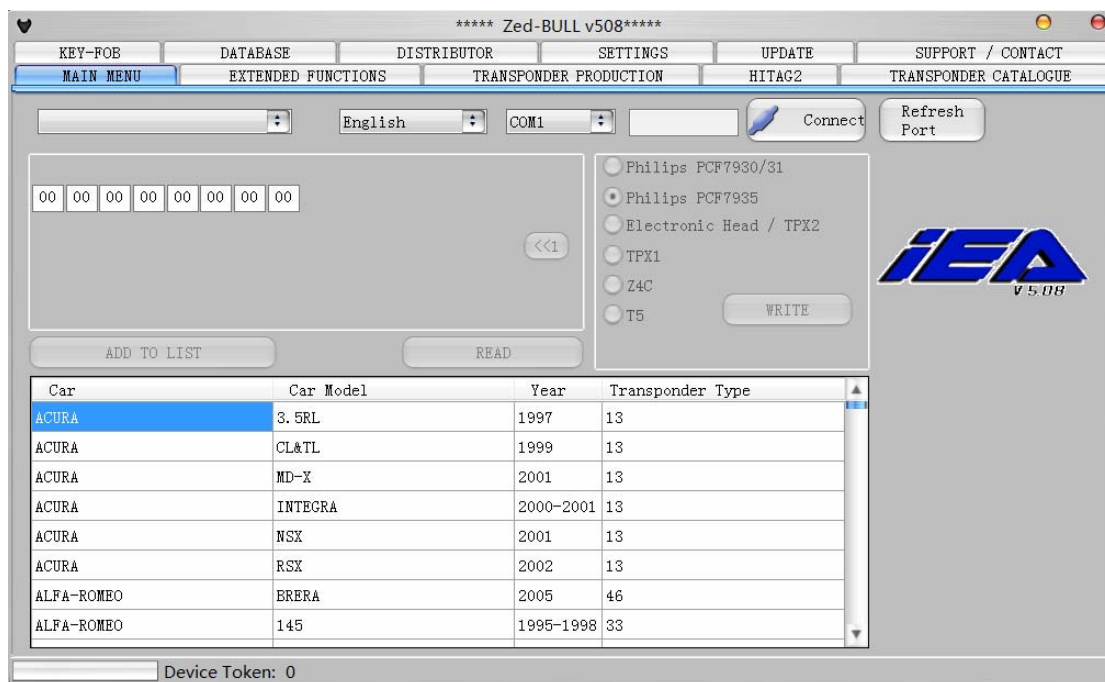 ***** Zed-BULL v508*****
KEY-FOB DATABASE DISTRIBUTOR SETTINGS UPDATE SUPPORT / CONTACT
MAIN MENU EXTENDED FUNCTIONS TRANSPONDER PRODUCTION HITAG2 TRANSPONDER CATALOGUE
English COM1 Connect Refresh Port
Philips PCF7930/31
00 00 00 00 00 00 00 00 Philips PCF7935
Electronic Head / TPX2
<<1
TPX1
Z4C
T5 WRITE
iEA
V 5.08
ADD TO LIST READ
Car Car Model Year Transponder Type
ACURA 3.5RL 1997 13
ACURA CL&TL 1999 13
ACURA MD-X 2001 13
ACURA INTEGRA 2000-2001 13
ACURA NSX 2001 13
ACURA RSX 2002 13
ALFA-ROMEO BRERA 2005 46
ALFA-ROMEO 145 1995-1998 33
Device Token: 0